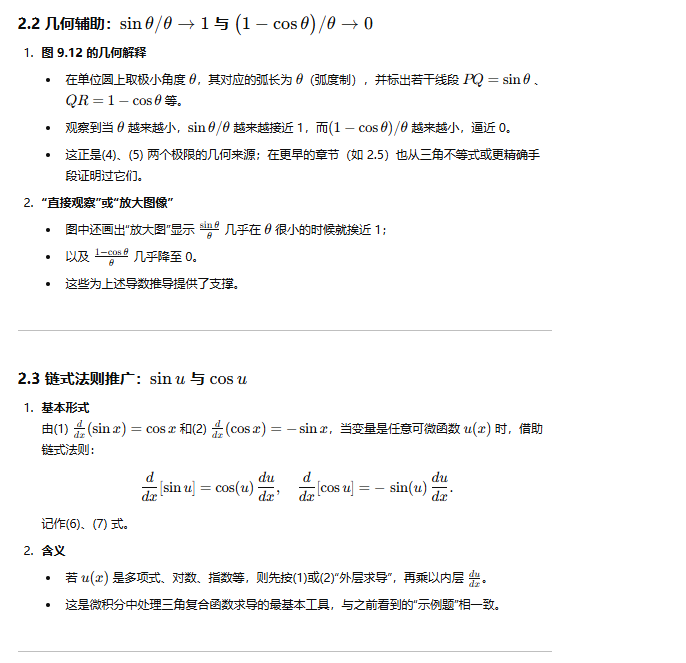 2.2 几何辅助：sin θ/θ → 1 与 (1 − cos θ)/θ → 0
1. 图 9.12 的几何解释
• 在单位圆上取极小角度 θ，其对应的弧长为 θ（弧度制），并标出若干线段 PQ = sin θ、
QR = 1 − cos θ 等。
• 观察到当 θ 越来越小，sin θ/θ 越来越接近 1，而(1 − cos θ)/θ 越来越小，逼近 0。
• 这正是(4)、(5) 两个极限的几何来源；在更早的章节（如 2.5）也从三角不等式或更精确手
段证明过它们。
2. “直接观察”或“放大图像”
• 图中还画出“放大图”显示 sin θ/θ 几乎在 θ 很小的时候就挨近 1；
• 以及 1−cos θ/θ 几乎降至 0。
• 这些为上述导数推导提供了支撑。
2.3 链式法则推广：sin u 与 cos u
1. 基本形式
由(1) d/dx (sin x) = cos x 和(2) d/dx (cos x) = − sin x，当变量是任意可微函数 u(x) 时，借助
链式法则：
d/dx [sin u] = cos(u) du/dx, d/dx [cos u] = − sin(u) du/dx.
记作(6)、(7) 式。
2. 含义
• 若 u(x) 是多项式、对数、指数等，则先按(1)或(2)“外层求导”，再乘以内层 du/dx。
• 这是微积分中处理三角复合函数求导的最基本工具，与之前看到的“示例题”相一致。